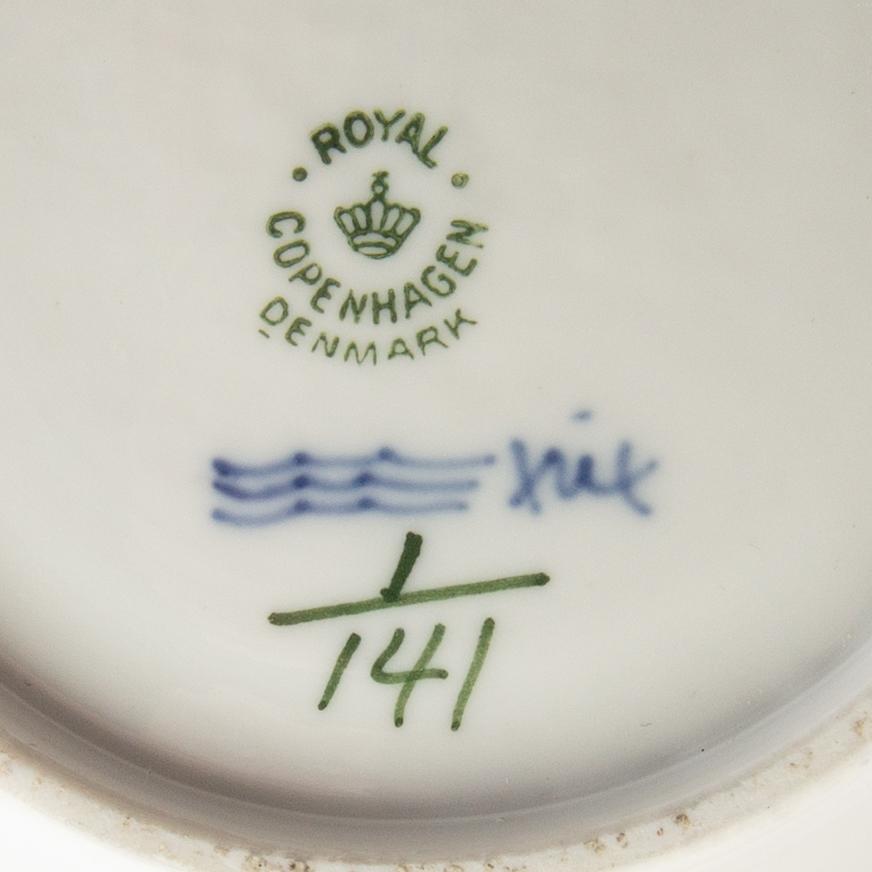 ROYAL
COPENHAGEN
DENMARK
1
141